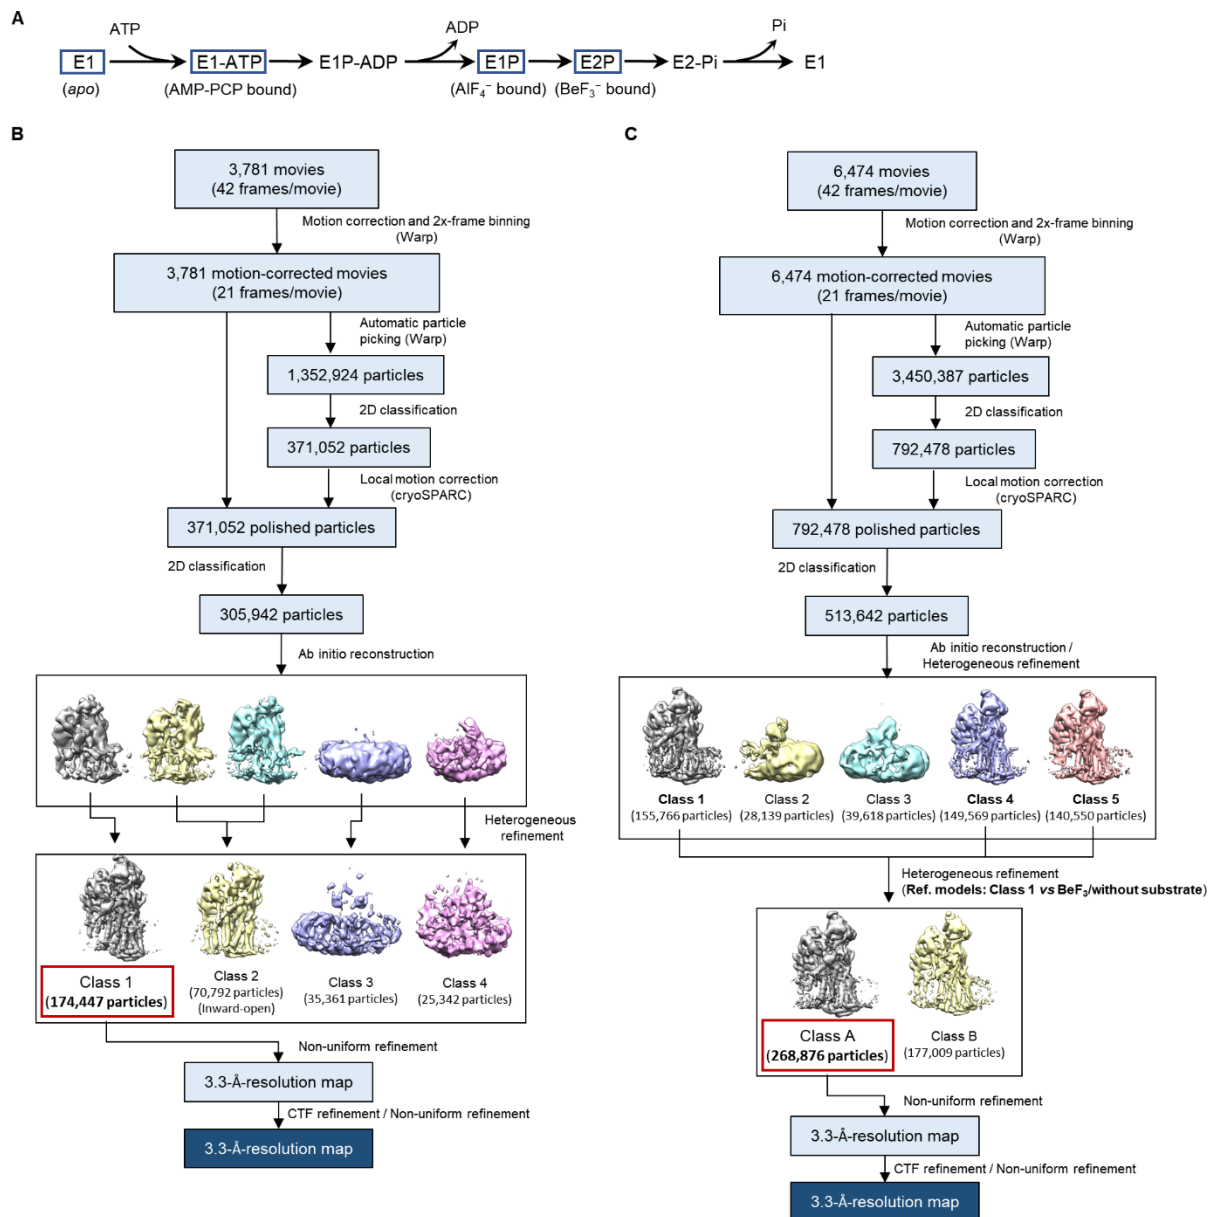 A
ATP
ADP
Pi
E1
E1-ATP
E1P-ADP
E1P
E2P
E2-Pi
E1
(apo)
(AMP-PCP bound)
(AlF₄⁻ bound)
(BeF₃⁻ bound)
B
3,781 movies
(42 frames/movie)
Motion correction and 2x-frame binning
(Warp)
3,781 motion-corrected movies
(21 frames/movie)
Automatic particle
picking (Warp)
1,352,924 particles
2D classification
371,052 particles
Local motion correction
(cryoSPARC)
371,052 polished particles
2D classification
305,942 particles
Ab initio reconstruction
Heterogeneous
refinement
Class 1
(174,447 particles)
Class 2
(70,792 particles)
(Inward-open)
Class 3
(35,361 particles)
Class 4
(25,342 particles)
Non-uniform refinement
3.3-Å-resolution map
CTF refinement / Non-uniform refinement
3.3-Å-resolution map
C
6,474 movies
(42 frames/movie)
Motion correction and 2x-frame binning
(Warp)
6,474 motion-corrected movies
(21 frames/movie)
Automatic particle
picking (Warp)
3,450,387 particles
2D classification
792,478 particles
Local motion correction
(cryoSPARC)
792,478 polished particles
2D classification
513,642 particles
Ab initio reconstruction /
Heterogeneous refinement
Class 1
(155,766 particles)
Class 2
(28,139 particles)
Class 3
(39,618 particles)
Class 4
(149,569 particles)
Class 5
(140,550 particles)
Heterogeneous refinement
(Ref. models: Class 1 vs BeF₃/without substrate)
Class A
(268,876 particles)
Class B
(177,009 particles)
Non-uniform refinement
3.3-Å-resolution map
CTF refinement / Non-uniform refinement
3.3-Å-resolution map